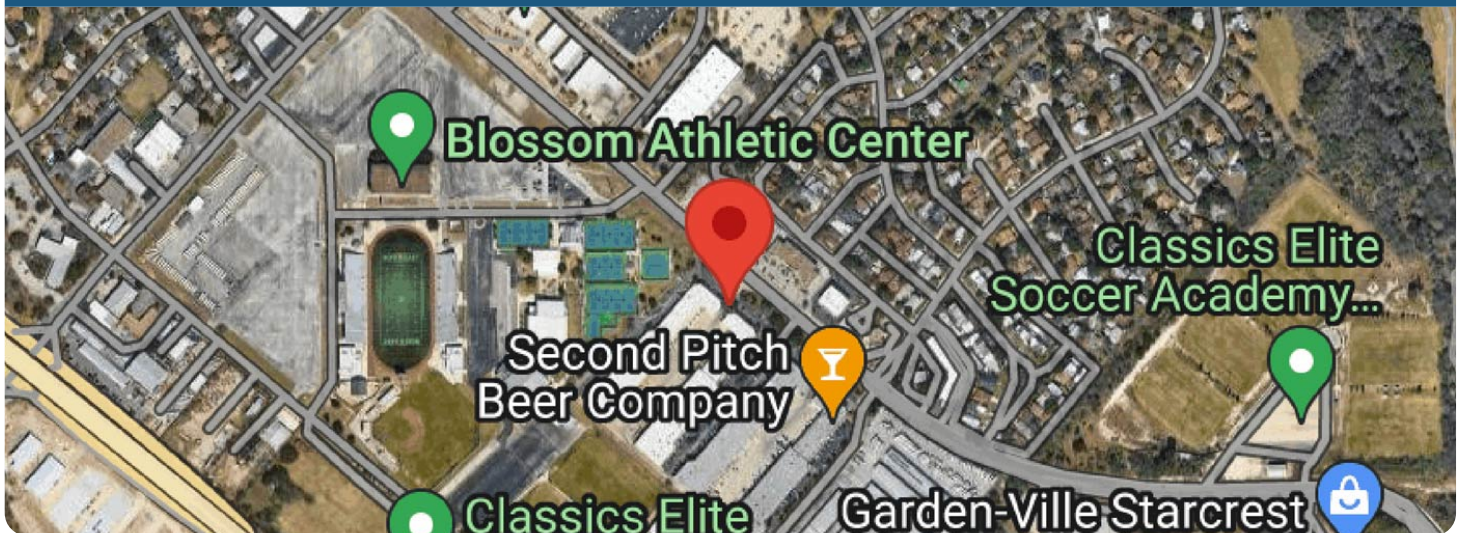 Blossom Athletic Center
Classics Elite
Soccer Academy...
Second Pitch
Beer Company
Classics Elite
Garden-Ville Starcrest